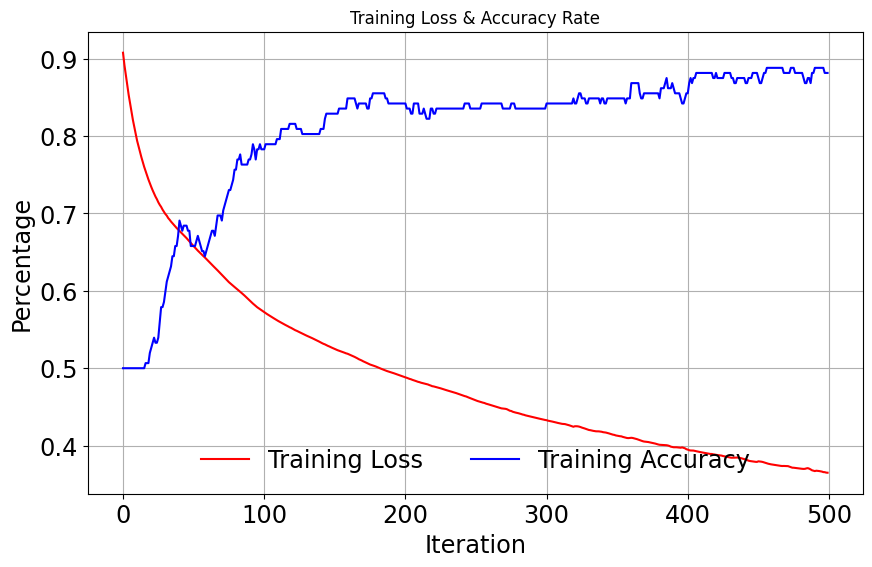 Training Loss & Accuracy Rate
0.9
0.8
0.7
0.6
0.5
0.4
Percentage
Training Loss Training Accuracy
0 100 200 300 400 500
Iteration